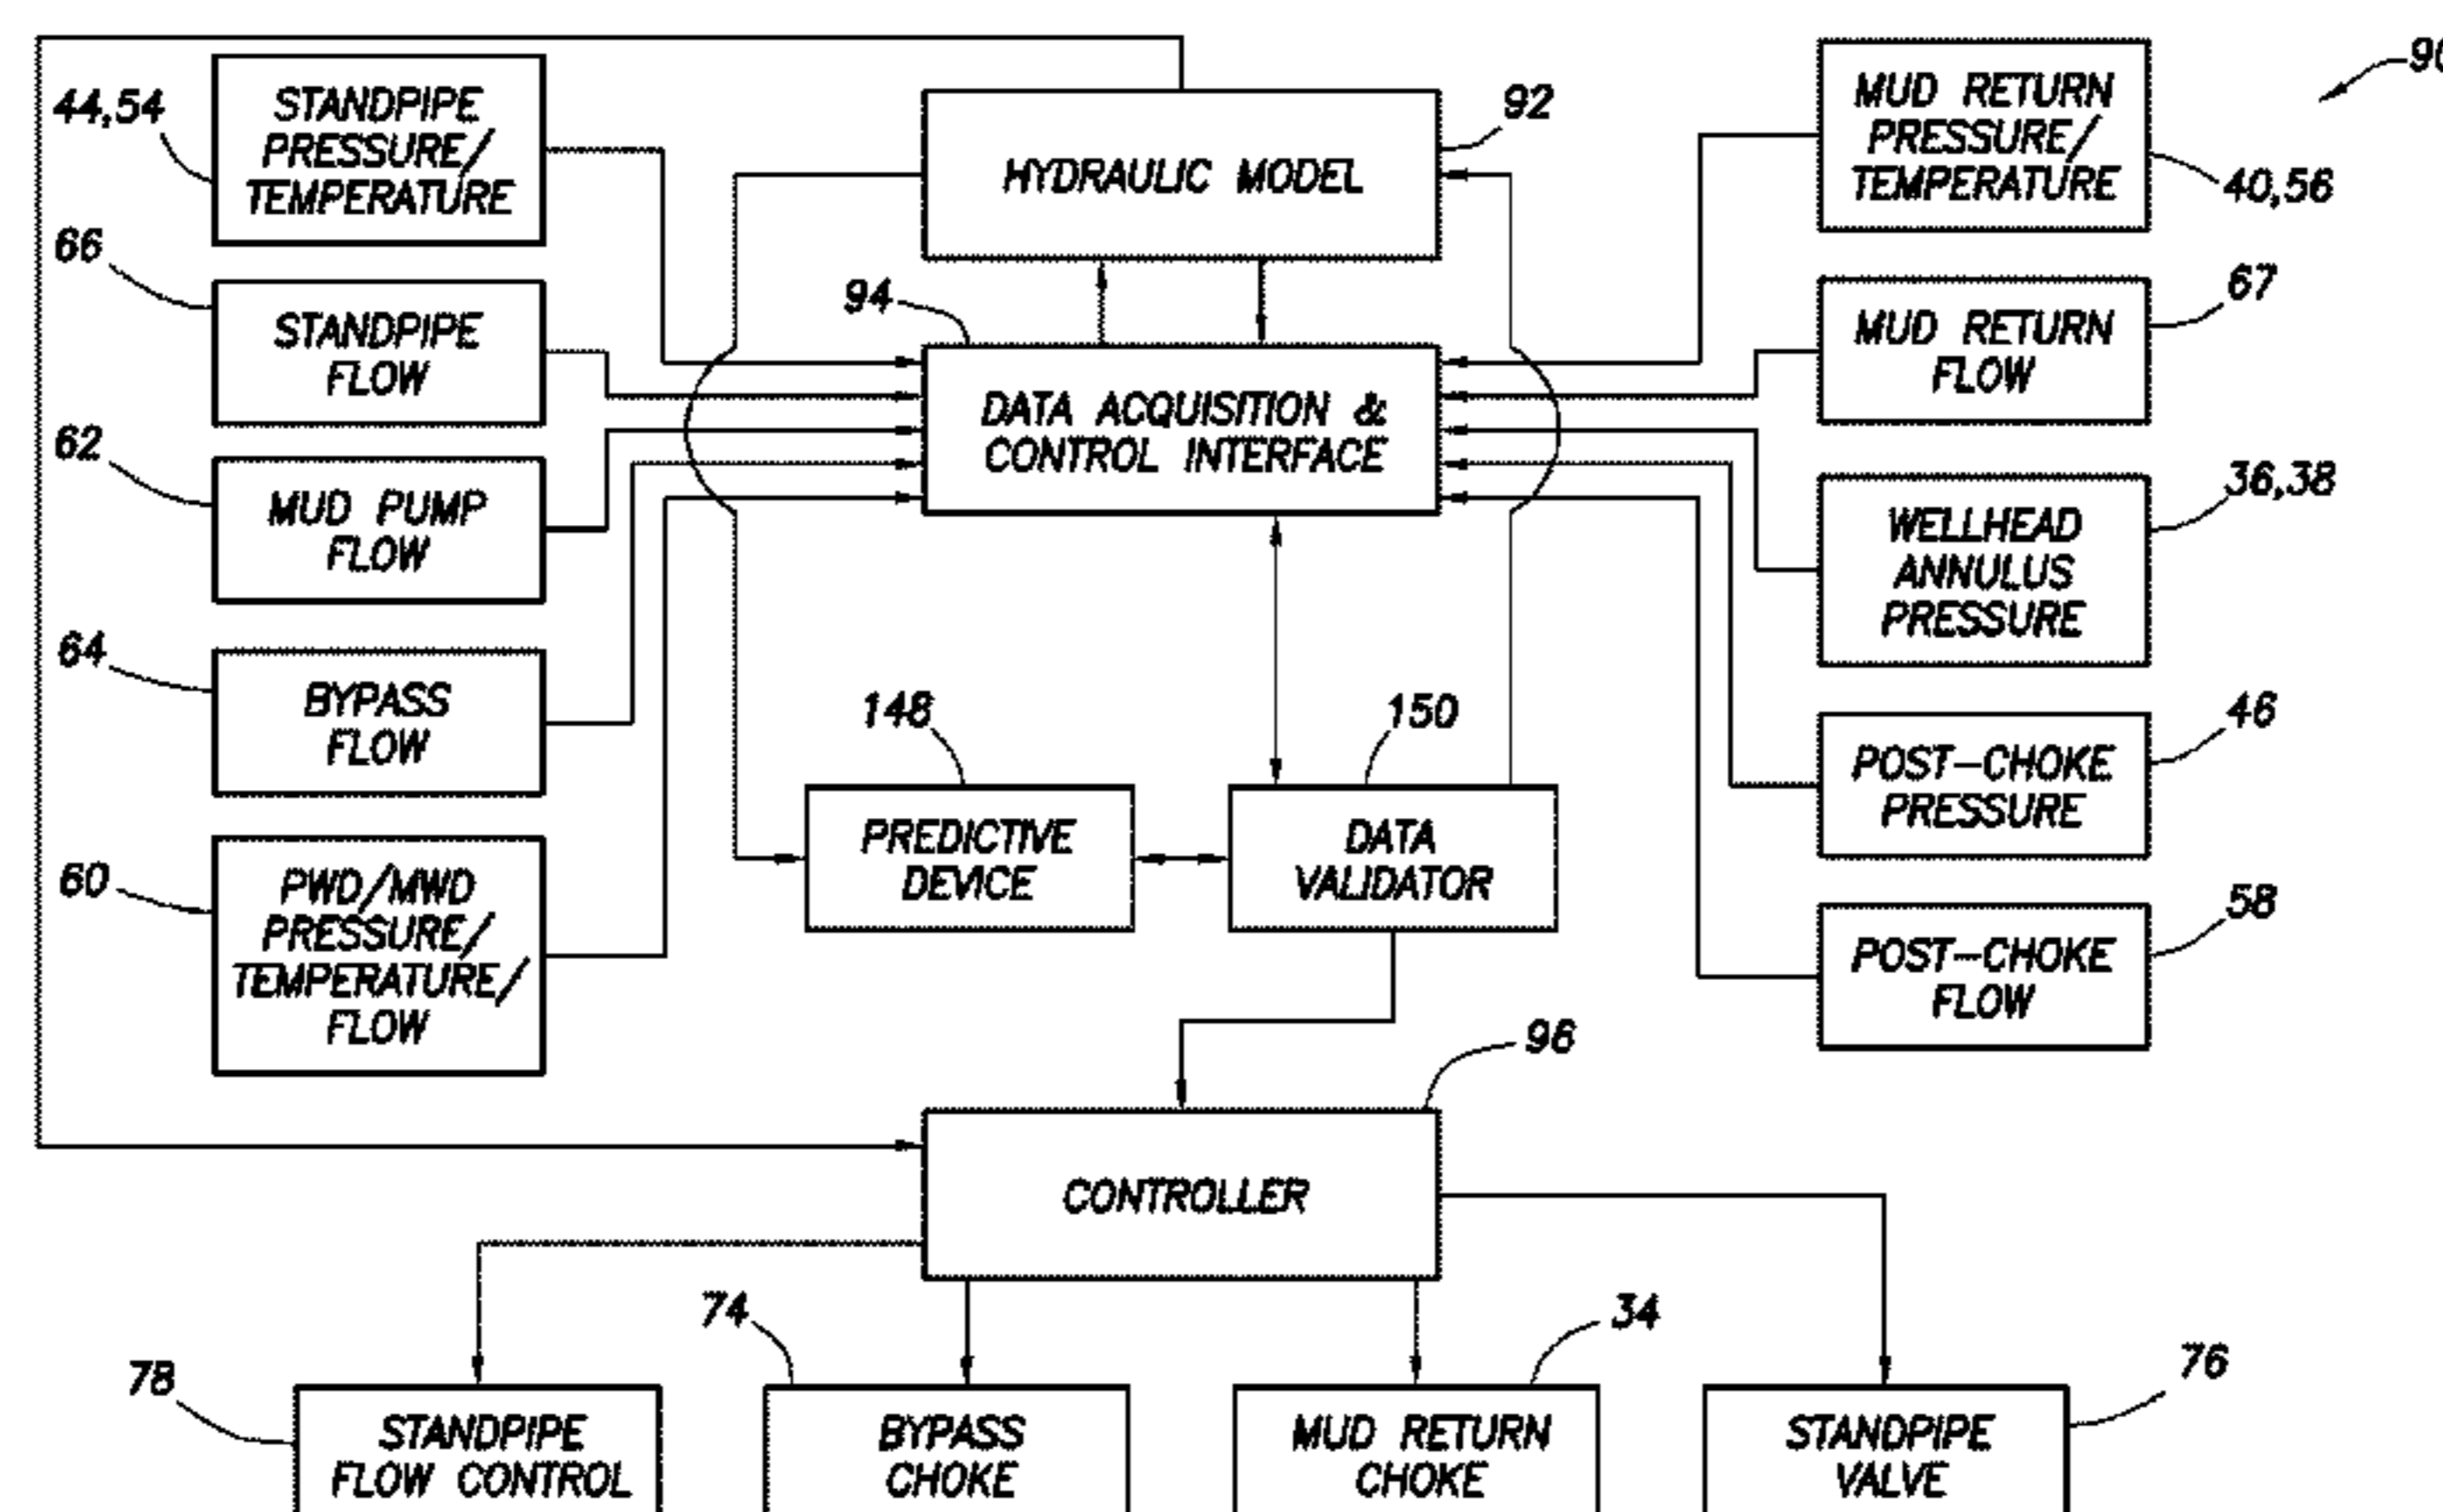 44,54
STANDPIPE
PRESSURE/
TEMPERATURE
66
STANDPIPE
FLOW
62
MUD PUMP
FLOW
64
BYPASS
FLOW
60
PWD/MWD
PRESSURE/
TEMPERATURE/
FLOW
92
HYDRAULIC MODEL
94
DATA ACQUISITION &
CONTROL INTERFACE
148
PREDICTIVE
DEVICE
150
DATA
VALIDATOR
MUD RETURN
PRESSURE/
TEMPERATURE
40,56
67
MUD RETURN
FLOW
36,38
WELLHEAD
ANNULUS
PRESSURE
46
POST-CHOKE
PRESSURE
58
POST-CHOKE
FLOW
96
CONTROLLER
78
STANDPIPE
FLOW CONTROL
74
BYPASS
CHOKE
34
MUD RETURN
CHOKE
76
STANDPIPE
VALVE